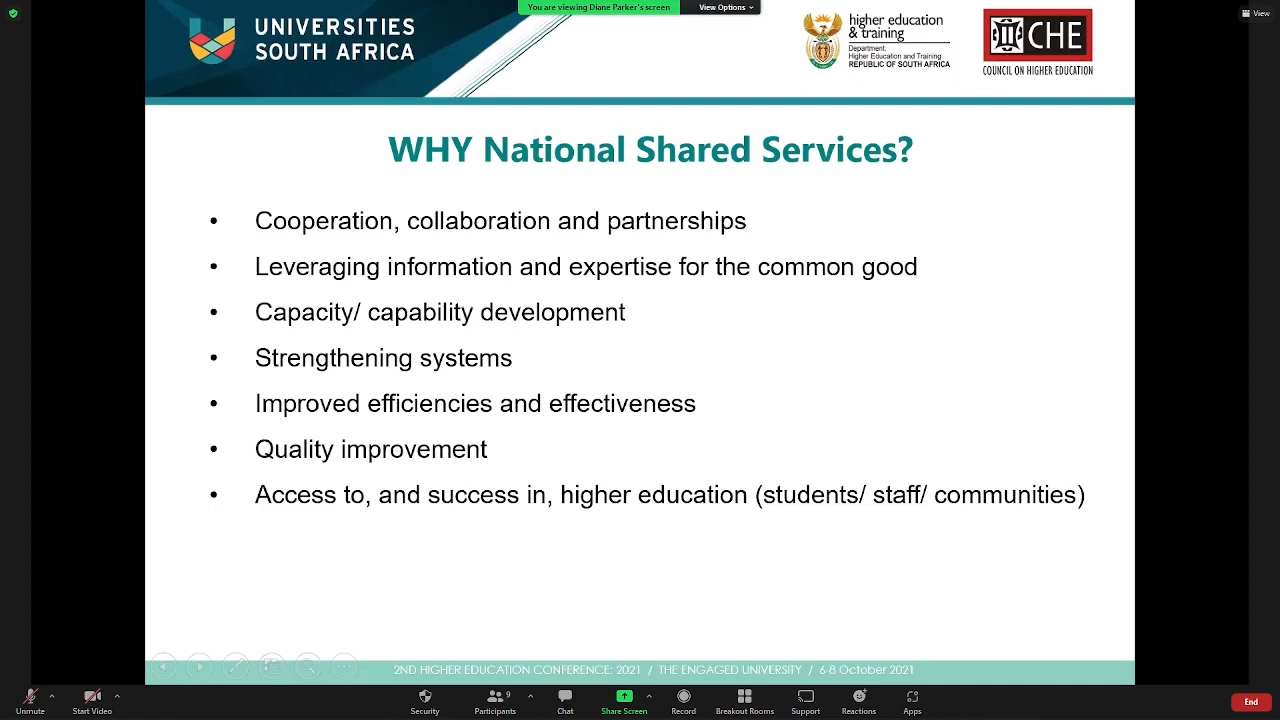 You are viewing Diane Parker's screen
View Options
View
UNIVERSITIES
SOUTH AFRICA
higher education
& training
Department:
Higher Education and Training
REPUBLIC OF SOUTH AFRICA
CHE
COUNCIL ON HIGHER EDUCATION
WHY National Shared Services?
• Cooperation, collaboration and partnerships
• Leveraging information and expertise for the common good
• Capacity/ capability development
• Strengthening systems
• Improved efficiencies and effectiveness
• Quality improvement
• Access to, and success in, higher education (students/ staff/ communities)
2ND HIGHER EDUCATION CONFERENCE: 2021 / THE ENGAGED UNIVERSITY / 6-8 October 2021
Unmute
Start Video
Security
Participants
9
Chat
Share Screen
Record
Breakout Rooms
Support
Reactions
Apps
End